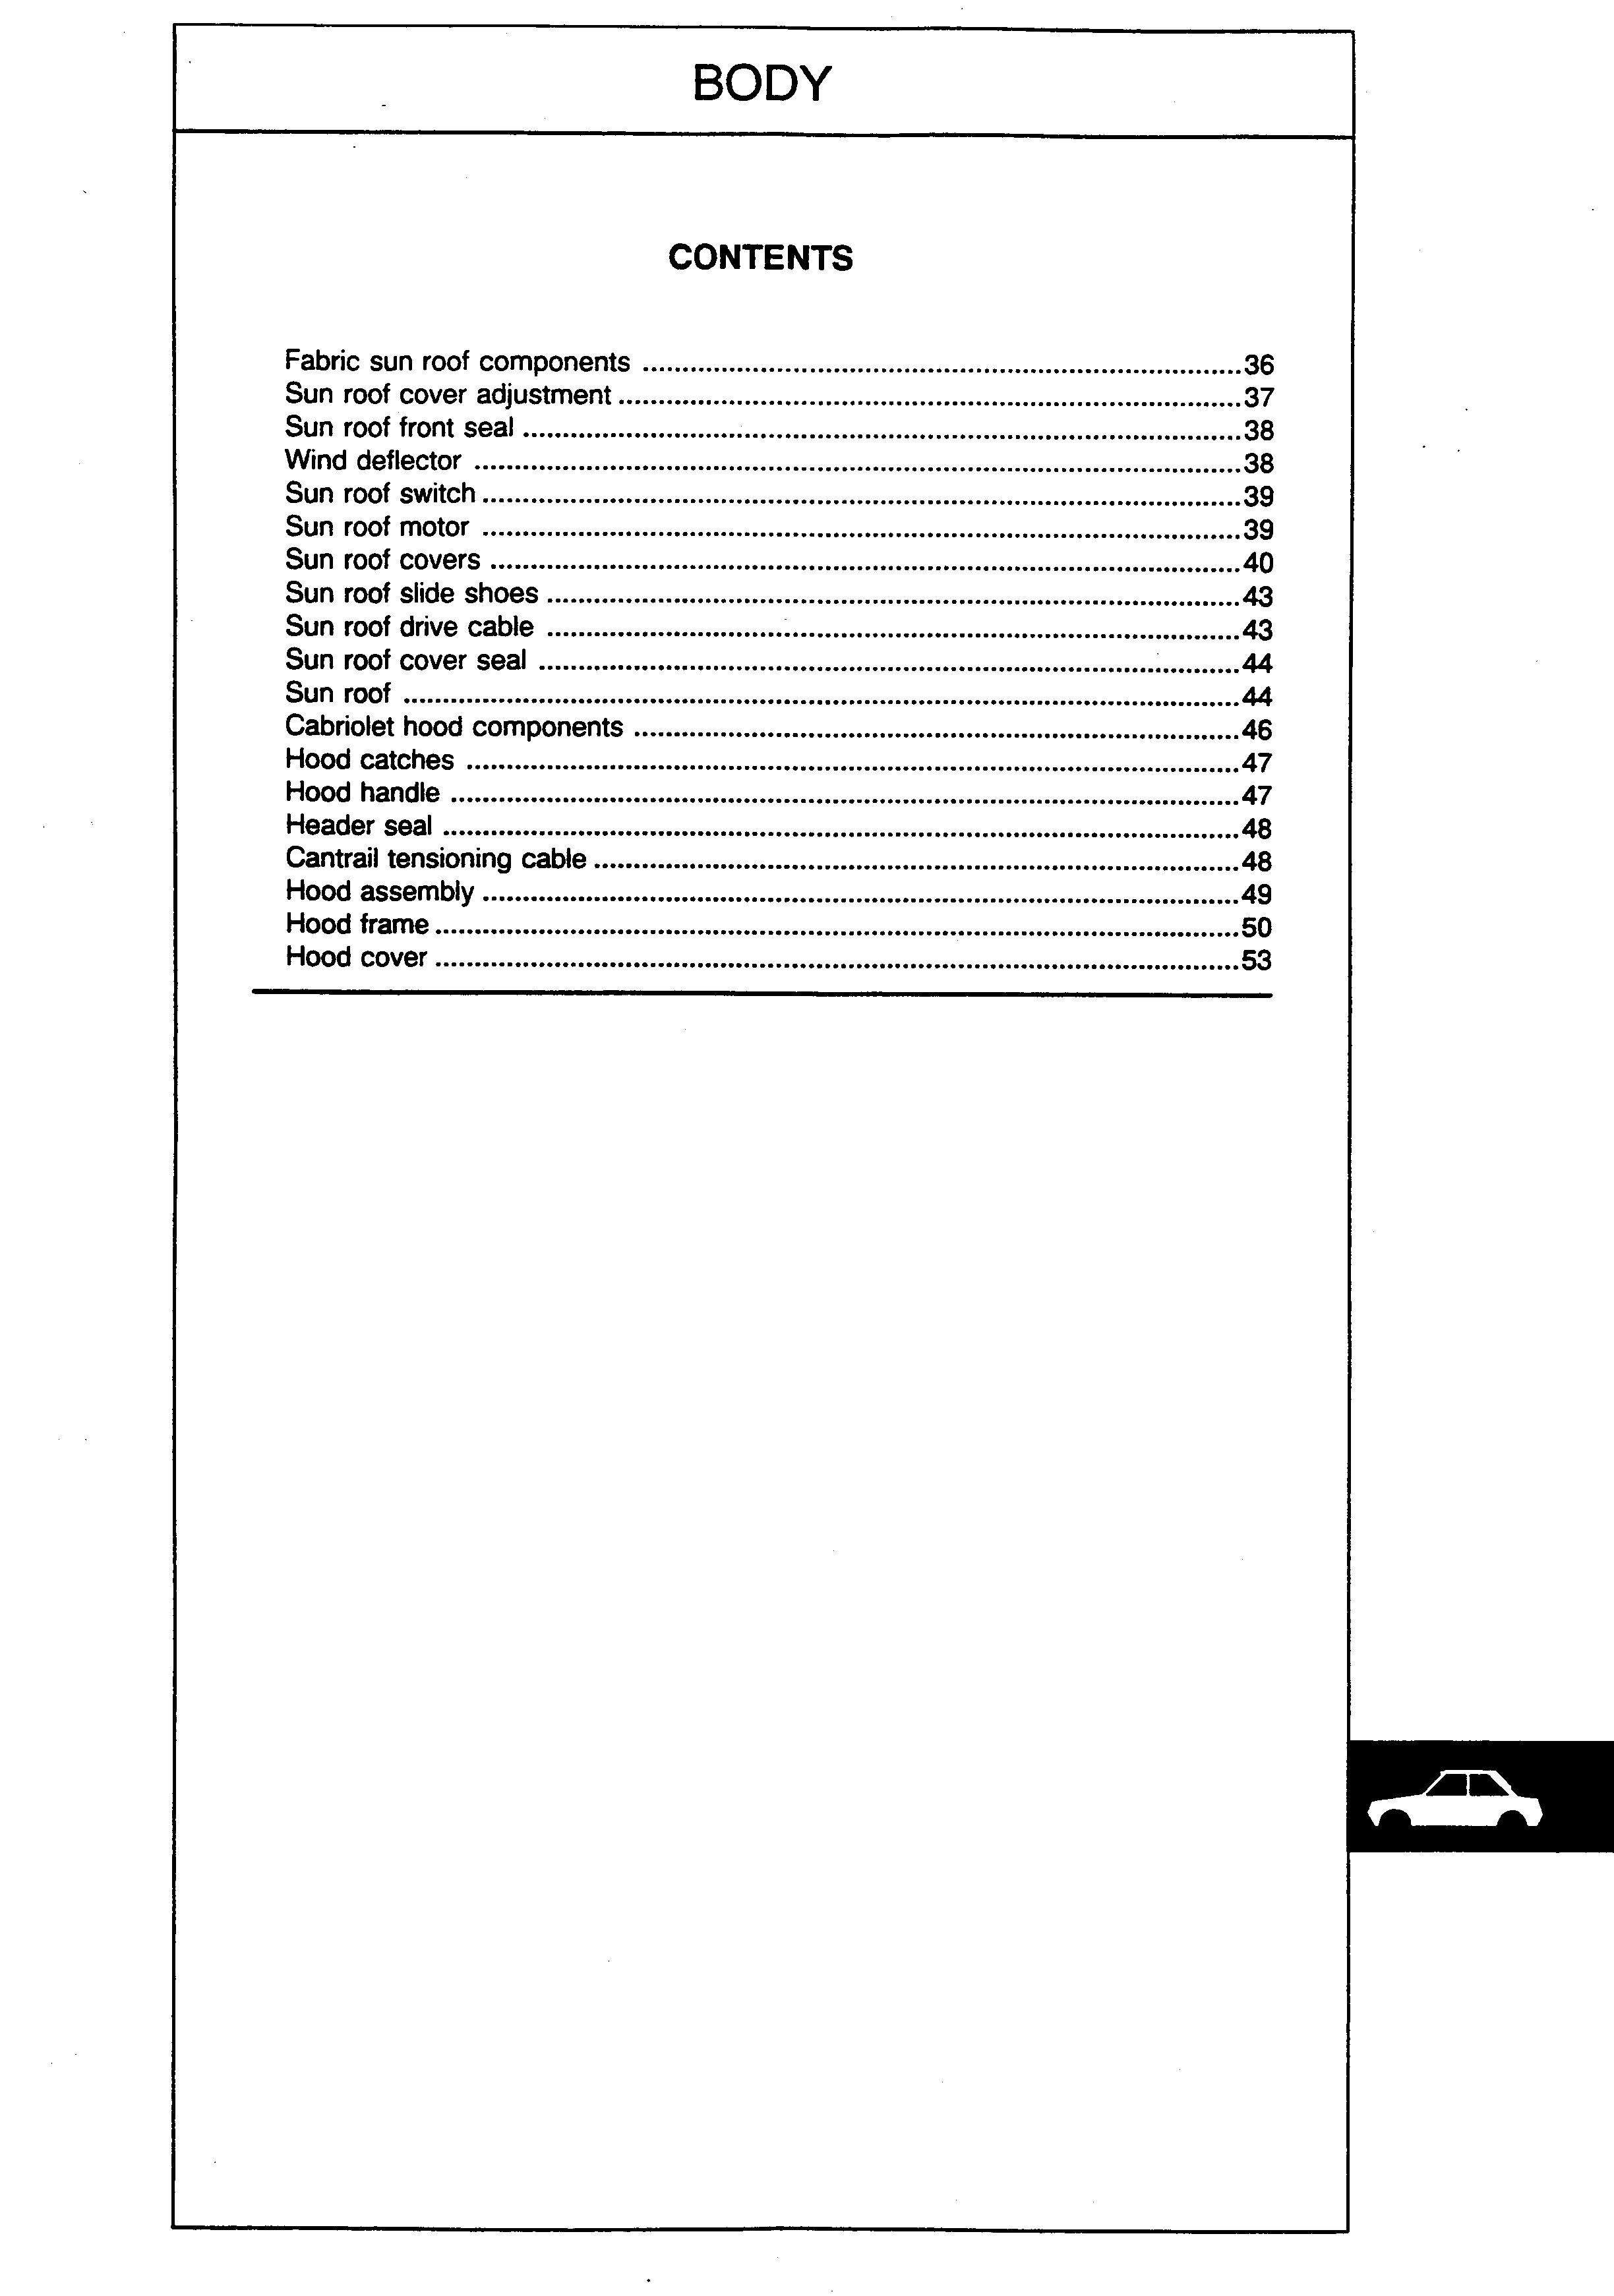 BODY
CONTENTS
Fabric sun roof components ........................................................................... 36
Sun roof cover adjustment .............................................................................. 37
Sun roof front seal .......................................................................................... 38
Wind deflector ................................................................................................ 38
Sun roof switch ............................................................................................... 39
Sun roof motor ............................................................................................... 39
Sun roof covers .............................................................................................. 40
Sun roof slide shoes ....................................................................................... 43
Sun roof drive cable ....................................................................................... 43
Sun roof cover seal ........................................................................................ 44
Sun roof ......................................................................................................... 44
Cabriolet hood components ............................................................................ 46
Hood catches ................................................................................................. 47
Hood handle ................................................................................................... 47
Header seal .................................................................................................... 48
Cantrail tensioning cable ................................................................................. 48
Hood assembly ............................................................................................... 49
Hood frame ..................................................................................................... 50
Hood cover ..................................................................................................... 53